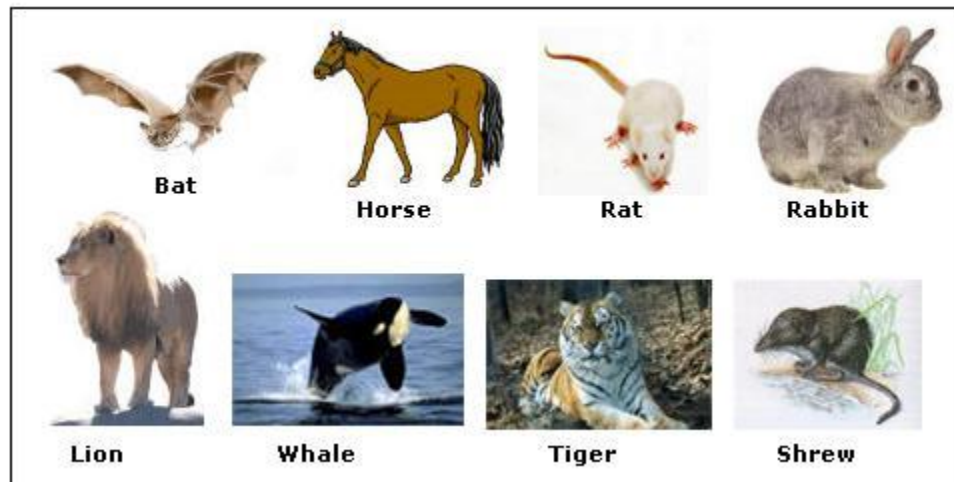 Bat
Horse
Rat
Rabbit
Lion
Whale
Tiger
Shrew